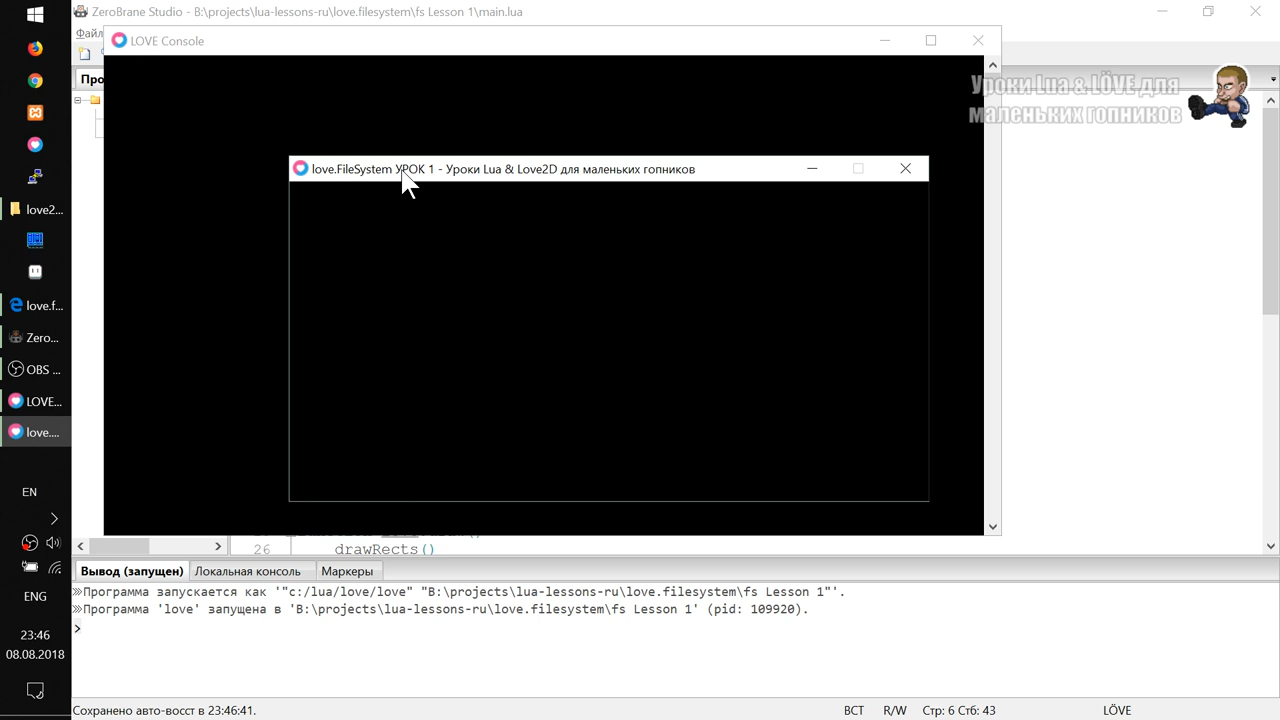 ZeroBrane Studio - B:\projects\lua-lessons-ru\love.filesystem\fs Lesson 1\main.lua
Файл
LOVE Console
Про
Уроки Lua & LÖVE для
маленьких гопников
love.FileSystem УРОК 1 - Уроки Lua & Love2D для маленьких гопников
love2...
love.f...
Zero...
OBS ...
LOVE...
love....
EN
26 drawRects()
Вывод (запущен) Локальная консоль Маркеры
Программа запускается как '"c:/lua/love/love" "B:\projects\lua-lessons-ru\love.filesystem\fs Lesson 1"'.
Программа 'love' запущена в 'B:\projects\lua-lessons-ru\love.filesystem\fs Lesson 1' (pid: 109920).
ENG
23:46
08.08.2018
Сохранено авто-восст в 23:46:41.
ВСТ R/W Стр: 6 Стб: 43 LÖVE